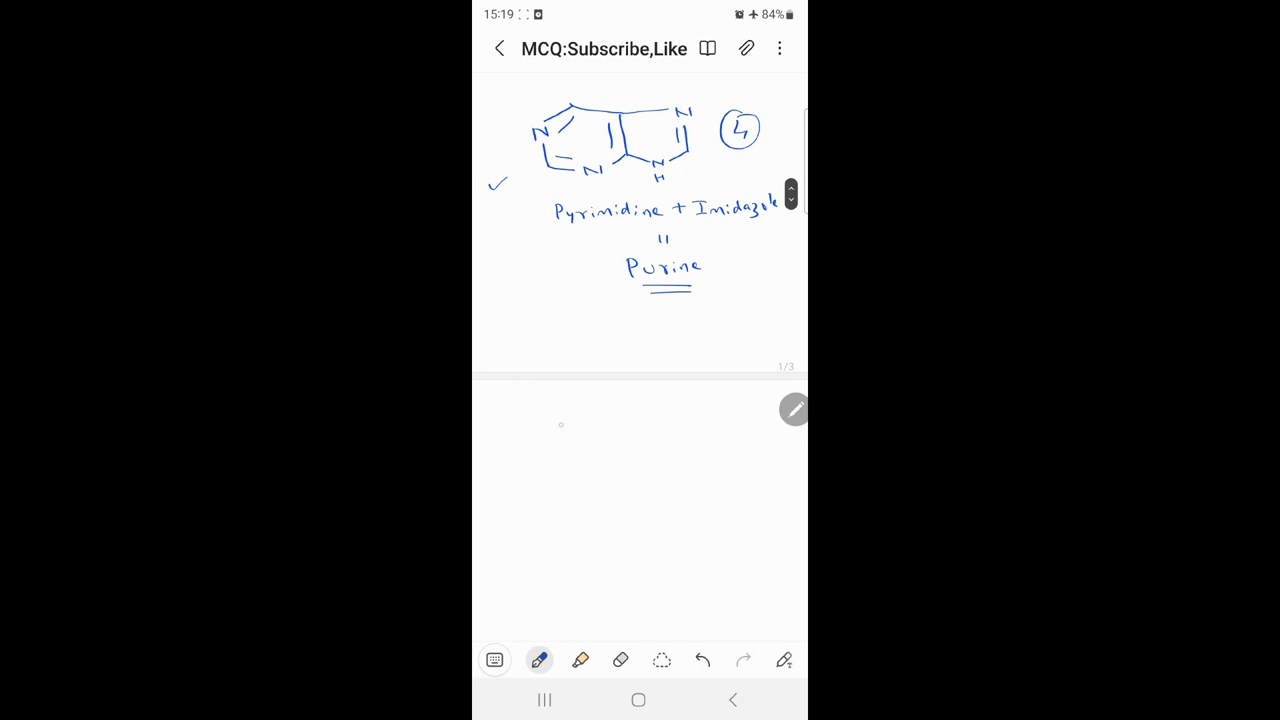 15:19
84%
MCQ:Subscribe,Like
N
N
4
N
N
H
Pyrimidine + Imidazole
"
Purine
1/3